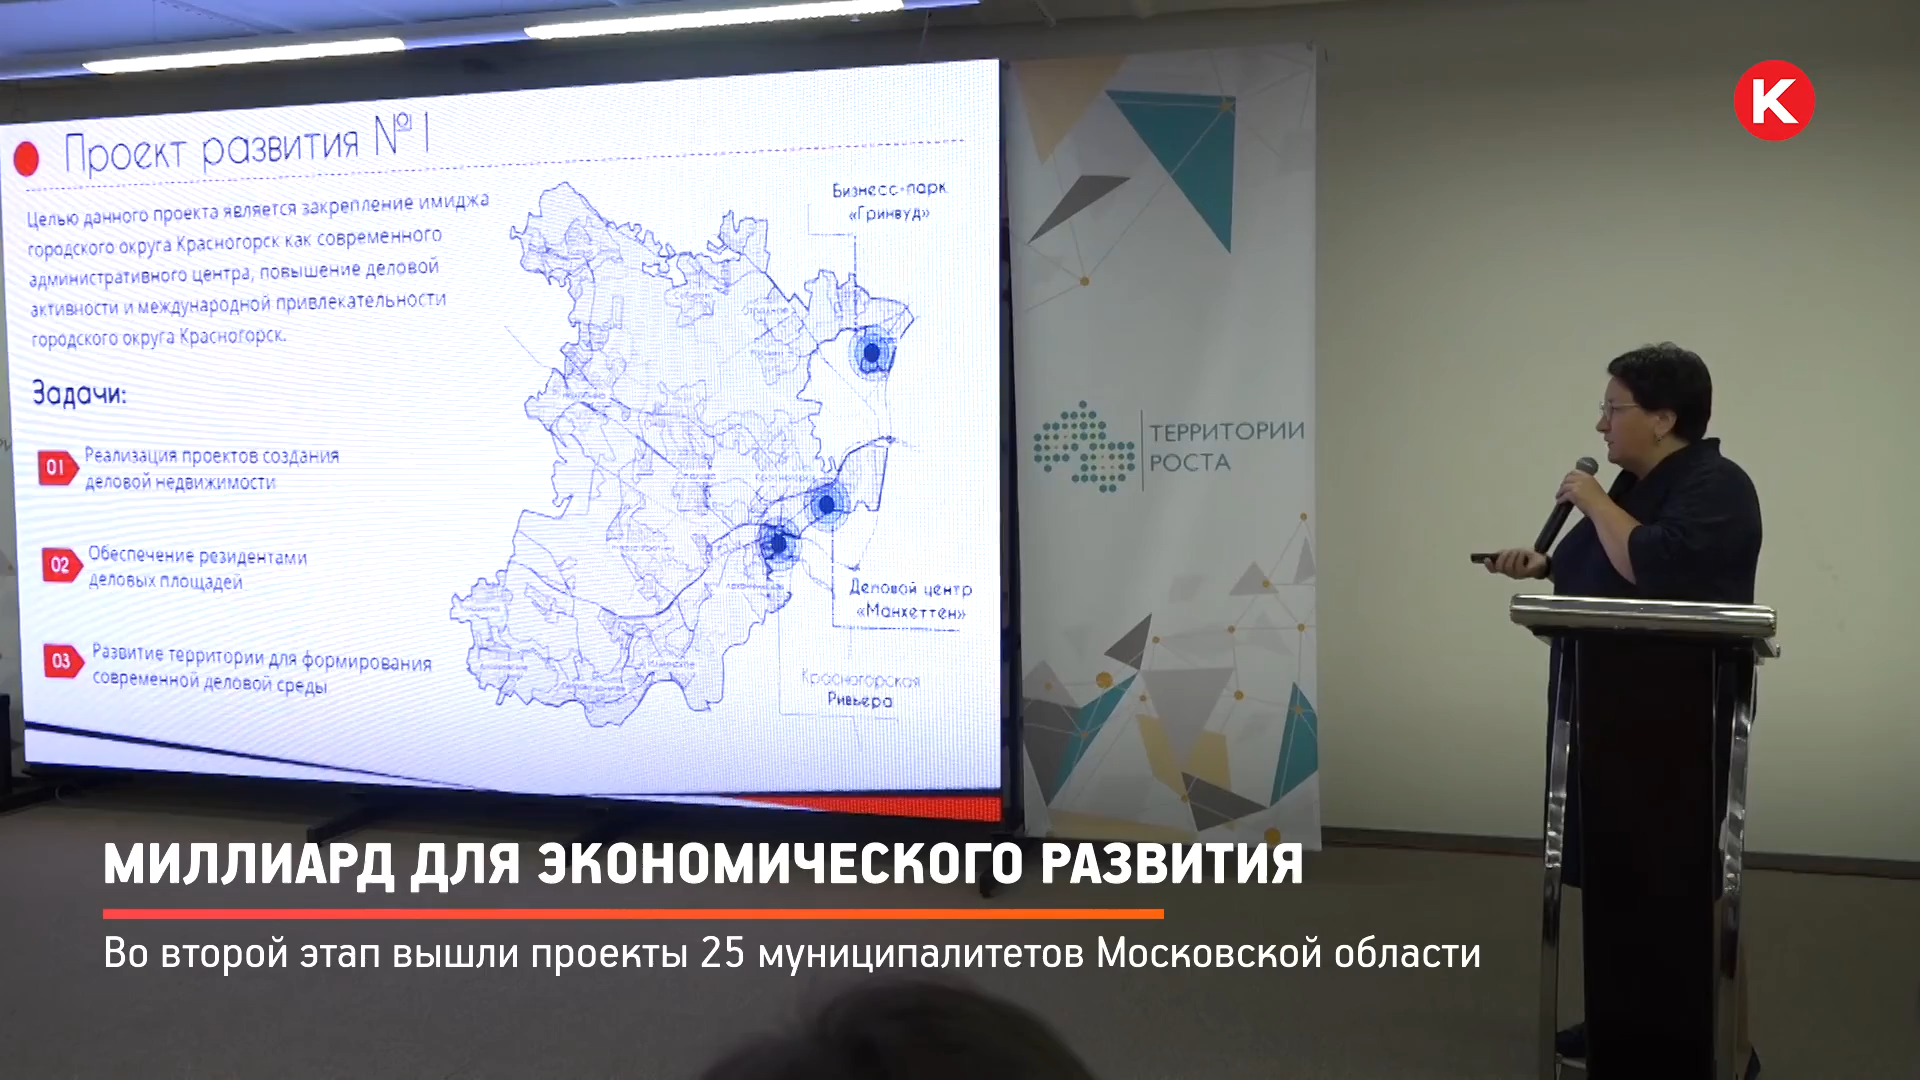 Проект развития №1
Целью данного проекта является закрепление имиджа
городского округа Красногорск как современного
административного центра, повышение деловой
активности и международной привлекательности
городского округа Красногорск.
Задачи:
01
Реализация проектов создания
деловой недвижимости
02
Обеспечение резидентами
деловых площадей
03
Развитие территории для формирования
современной деловой среды
Бизнесс-парк
«Гринвуд»
Деловой центр
«Манхеттен»
Красногорская
Ривьера
ТЕРРИТОРИИ
РОСТА
K
МИЛЛИАРД ДЛЯ ЭКОНОМИЧЕСКОГО РАЗВИТИЯ
Во второй этап вышли проекты 25 муниципалитетов Московской области